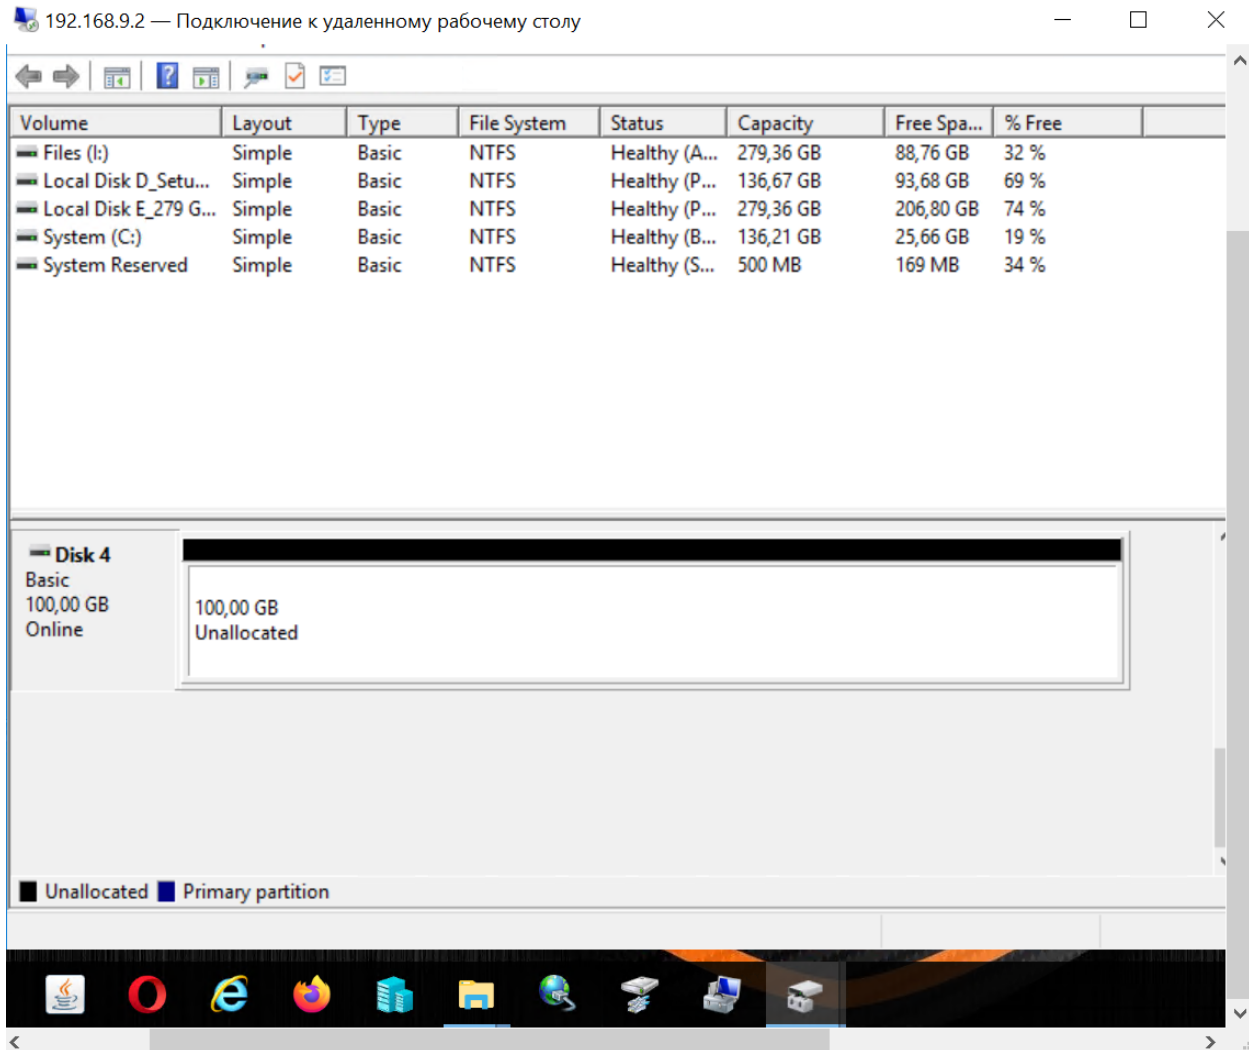 192.168.9.2 — Подключение к удаленному рабочему столу
Volume Layout Type File System Status Capacity Free Spa... % Free
Files (I:) Simple Basic NTFS Healthy (A... 279,36 GB 88,76 GB 32 %
Local Disk D_Setu... Simple Basic NTFS Healthy (P... 136,67 GB 93,68 GB 69 %
Local Disk E_279 G... Simple Basic NTFS Healthy (P... 279,36 GB 206,80 GB 74 %
System (C:) Simple Basic NTFS Healthy (B... 136,21 GB 25,66 GB 19 %
System Reserved Simple Basic NTFS Healthy (S... 500 MB 169 MB 34 %
Disk 4
Basic
100,00 GB
Online
100,00 GB
Unallocated
Unallocated Primary partition